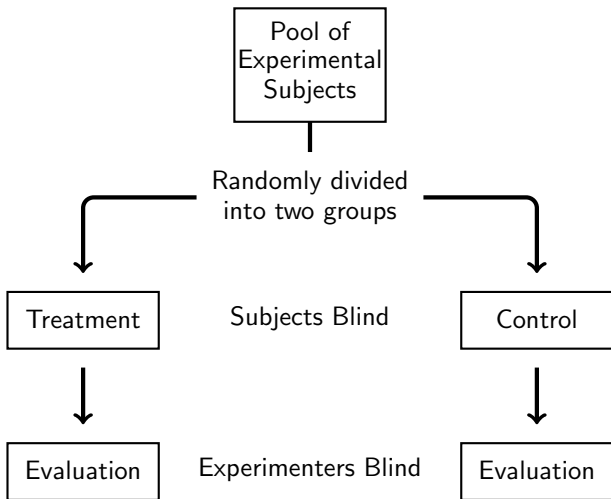 Pool of
Experimental
Subjects
Randomly divided
into two groups
Treatment
Subjects Blind
Control
Evaluation
Experimenters Blind
Evaluation